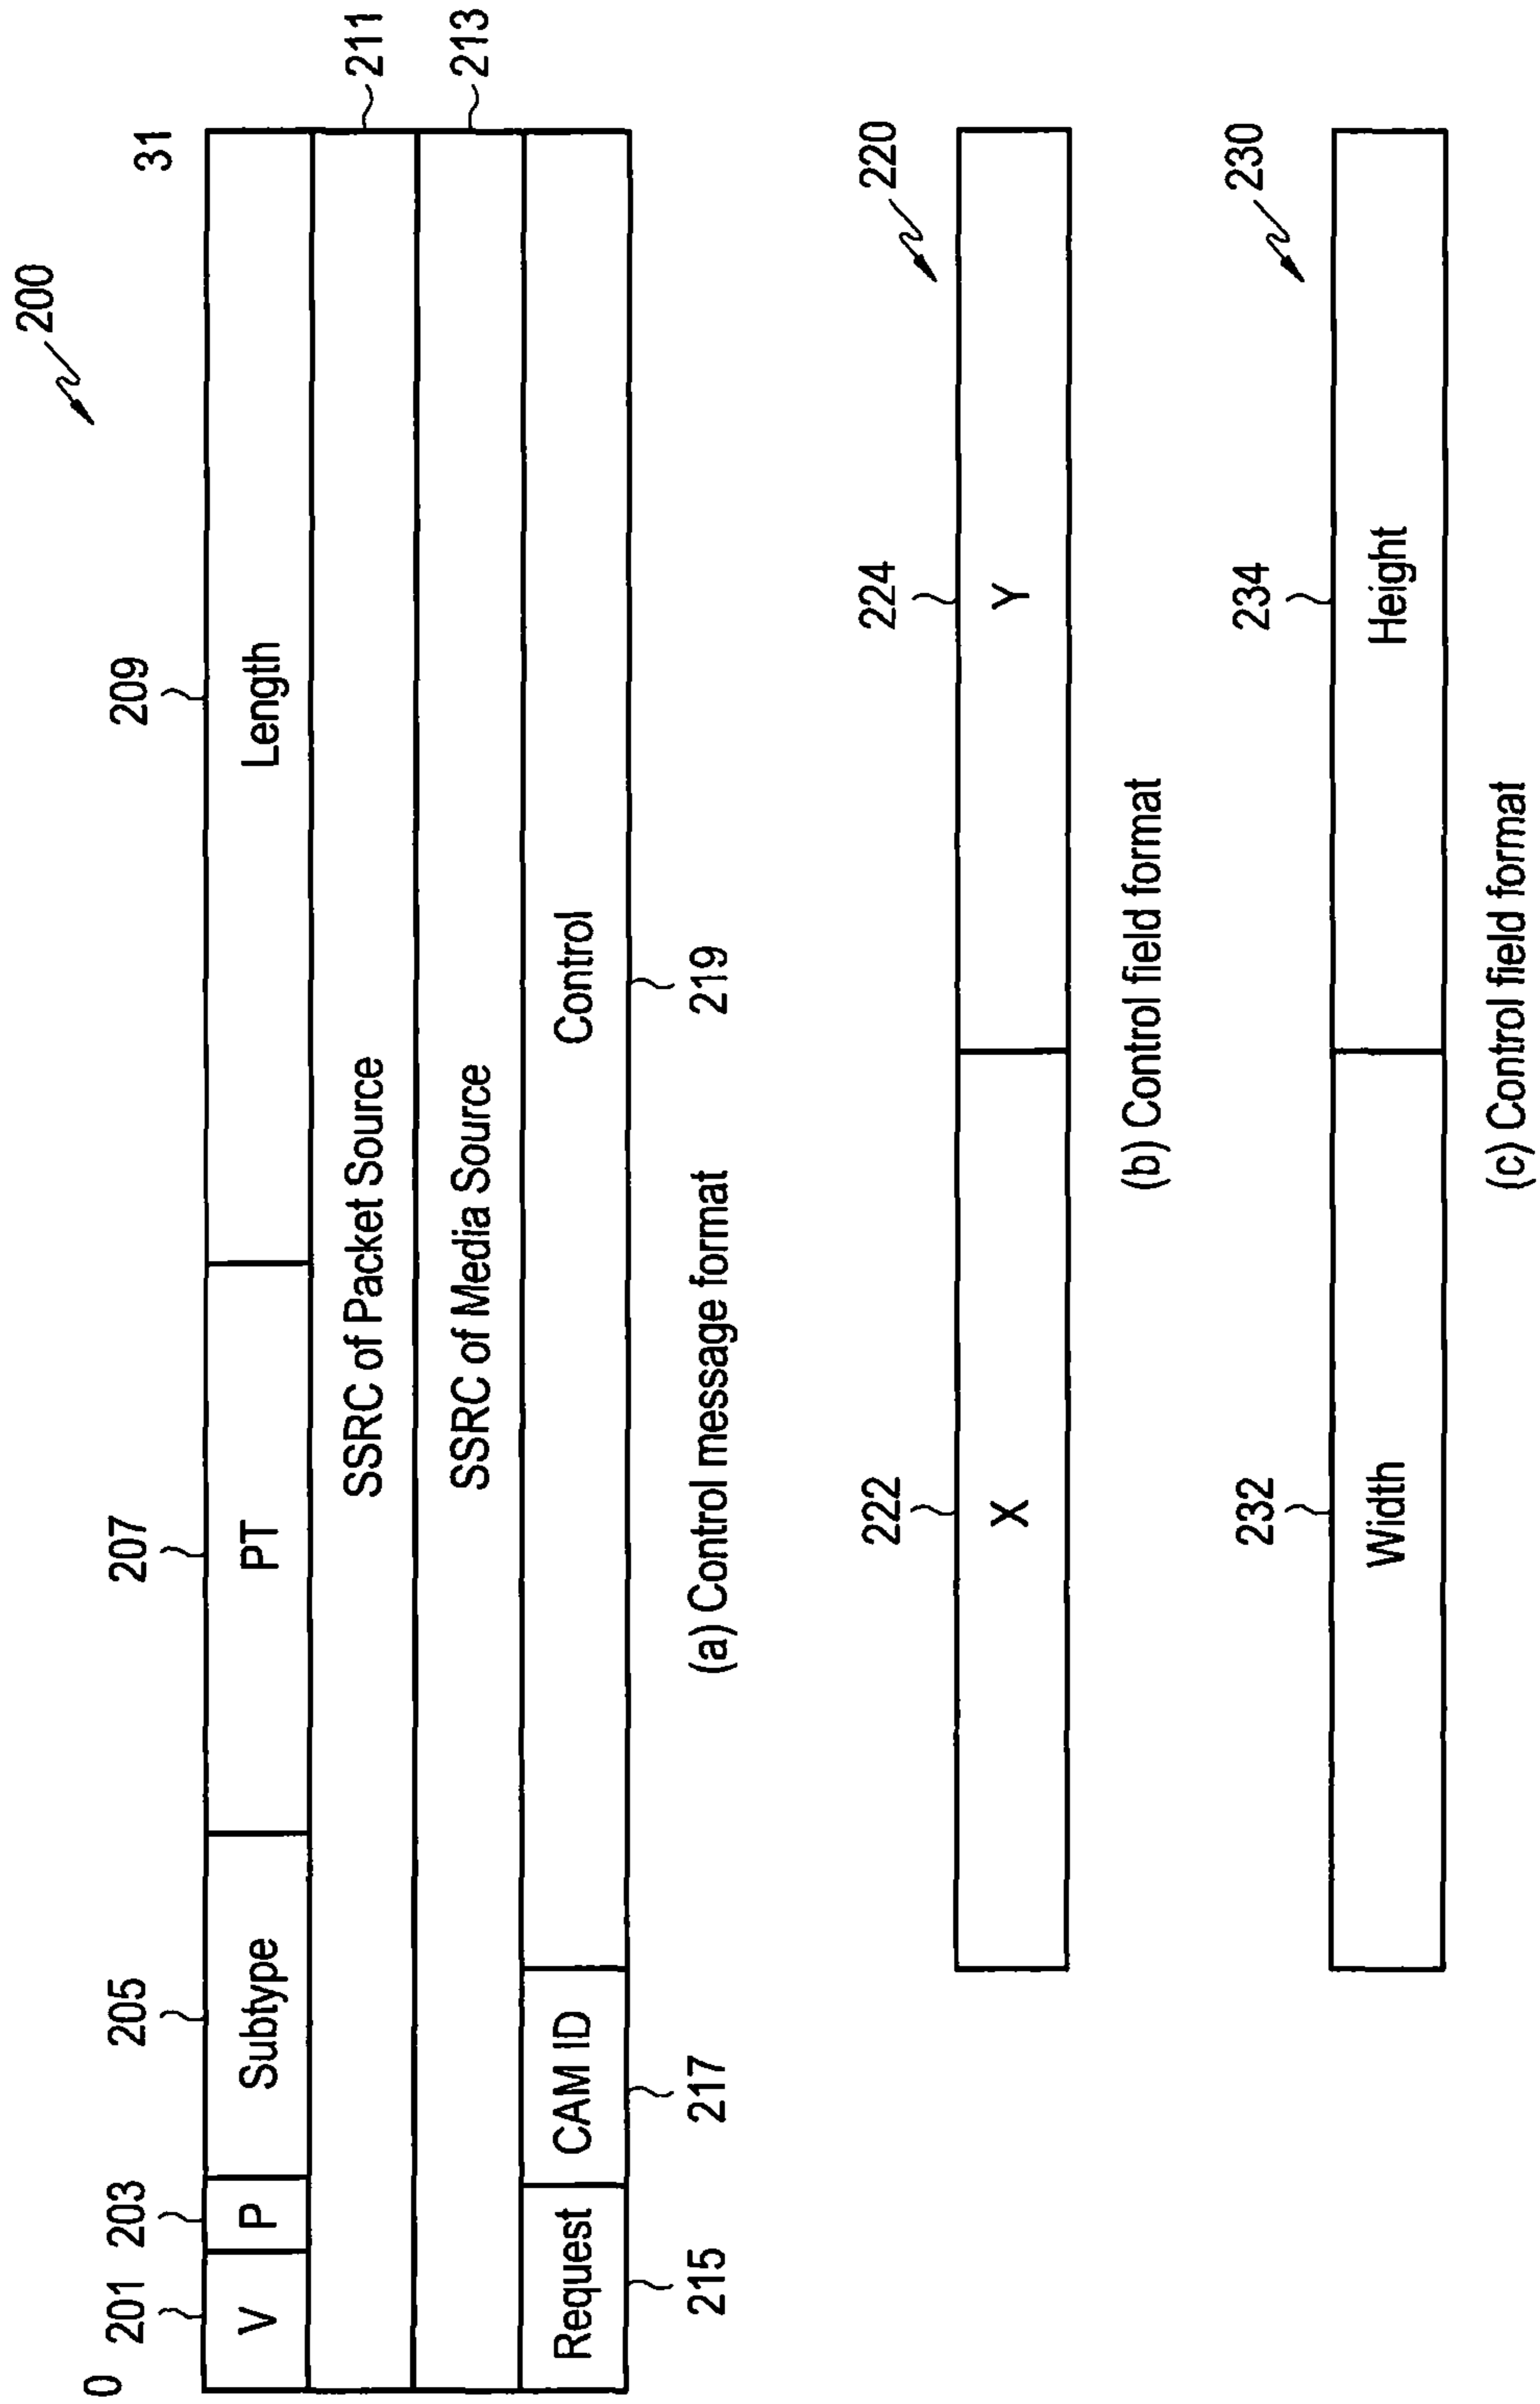 200
0 201 203 205 207 209 31
V P Subtype PT Length
SSRC of Packet Source 211
SSRC of Media Source 213
Request CAM ID Control
215 217 219
(a) Control message format
220
222 224
X Y
(b) Control field format
230
232 234
Width Height
(c) Control field format